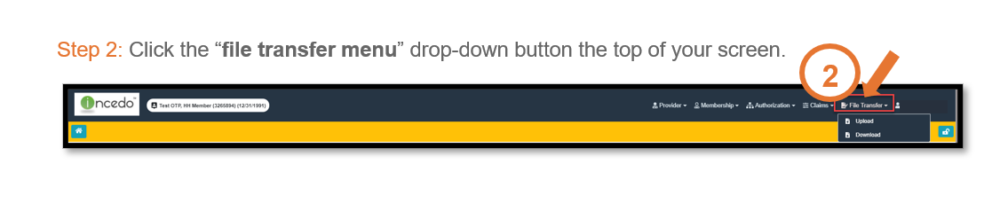 Step 2: Click the “file transfer menu” drop-down button the top of your screen.
2
incedo™
Test OTP, HH Member (3265894) (12/31/1991)
Provider
Membership
Authorization
Claims
File Transfer
Upload
Download